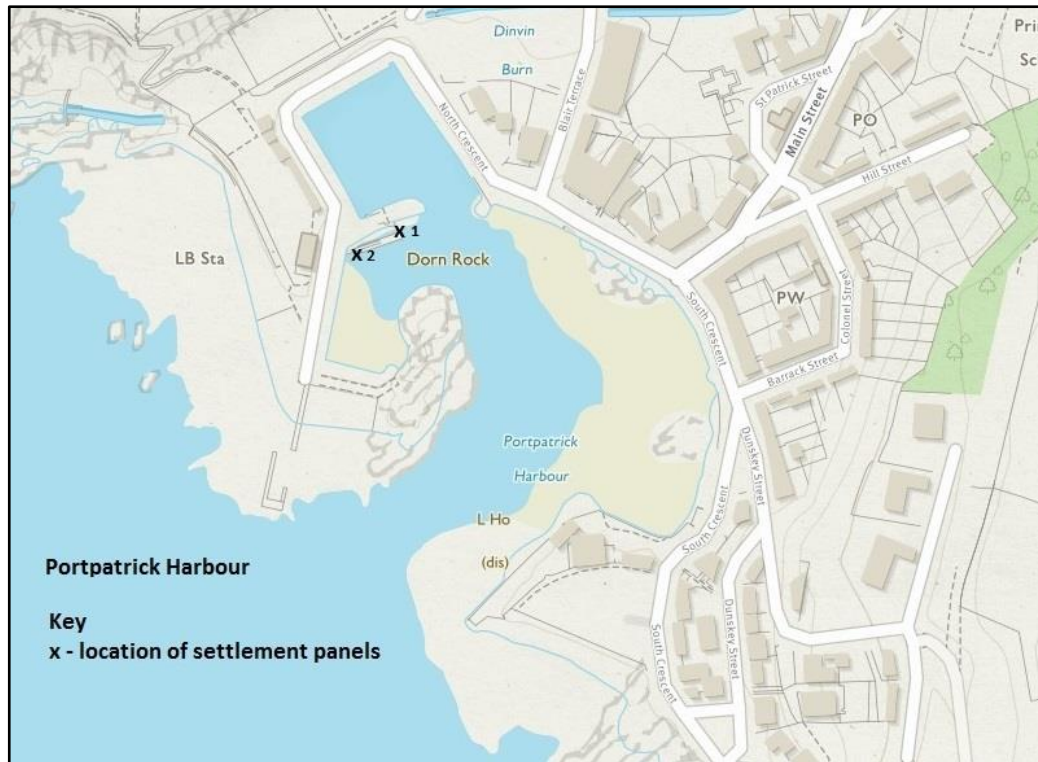 Dinvin
Burn
Prin
Sc
St Patrick Street
Main Street
PO
Blair Terrace
North Crescent
Hill Street
x 1
x 2
LB Sta
Dorn Rock
PW
Colonel Street
South Crescent
Barrack Street
Portpatrick
Harbour
Dunskey Street
L Ho
(dis)
South Crescent
Portpatrick Harbour
Key
x - location of settlement panels
Dunskey Street
South Crescent